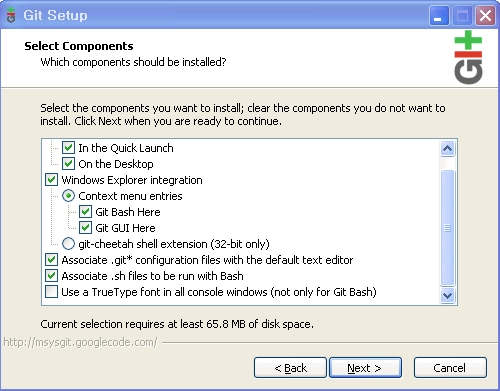 Git Setup
Select Components
Which components should be installed?
GIT
Select the components you want to install; clear the components you do not want to
install. Click Next when you are ready to continue.
In the Quick Launch
On the Desktop
Windows Explorer integration
Context menu entries
Git Bash Here
Git GUI Here
git-cheetah shell extension (32-bit only)
Associate .git* configuration files with the default text editor
Associate .sh files to be run with Bash
Use a TrueType font in all console windows (not only for Git Bash)
Current selection requires at least 65.8 MB of disk space.
http://msysgit.googlecode.com/
< Back
Next >
Cancel